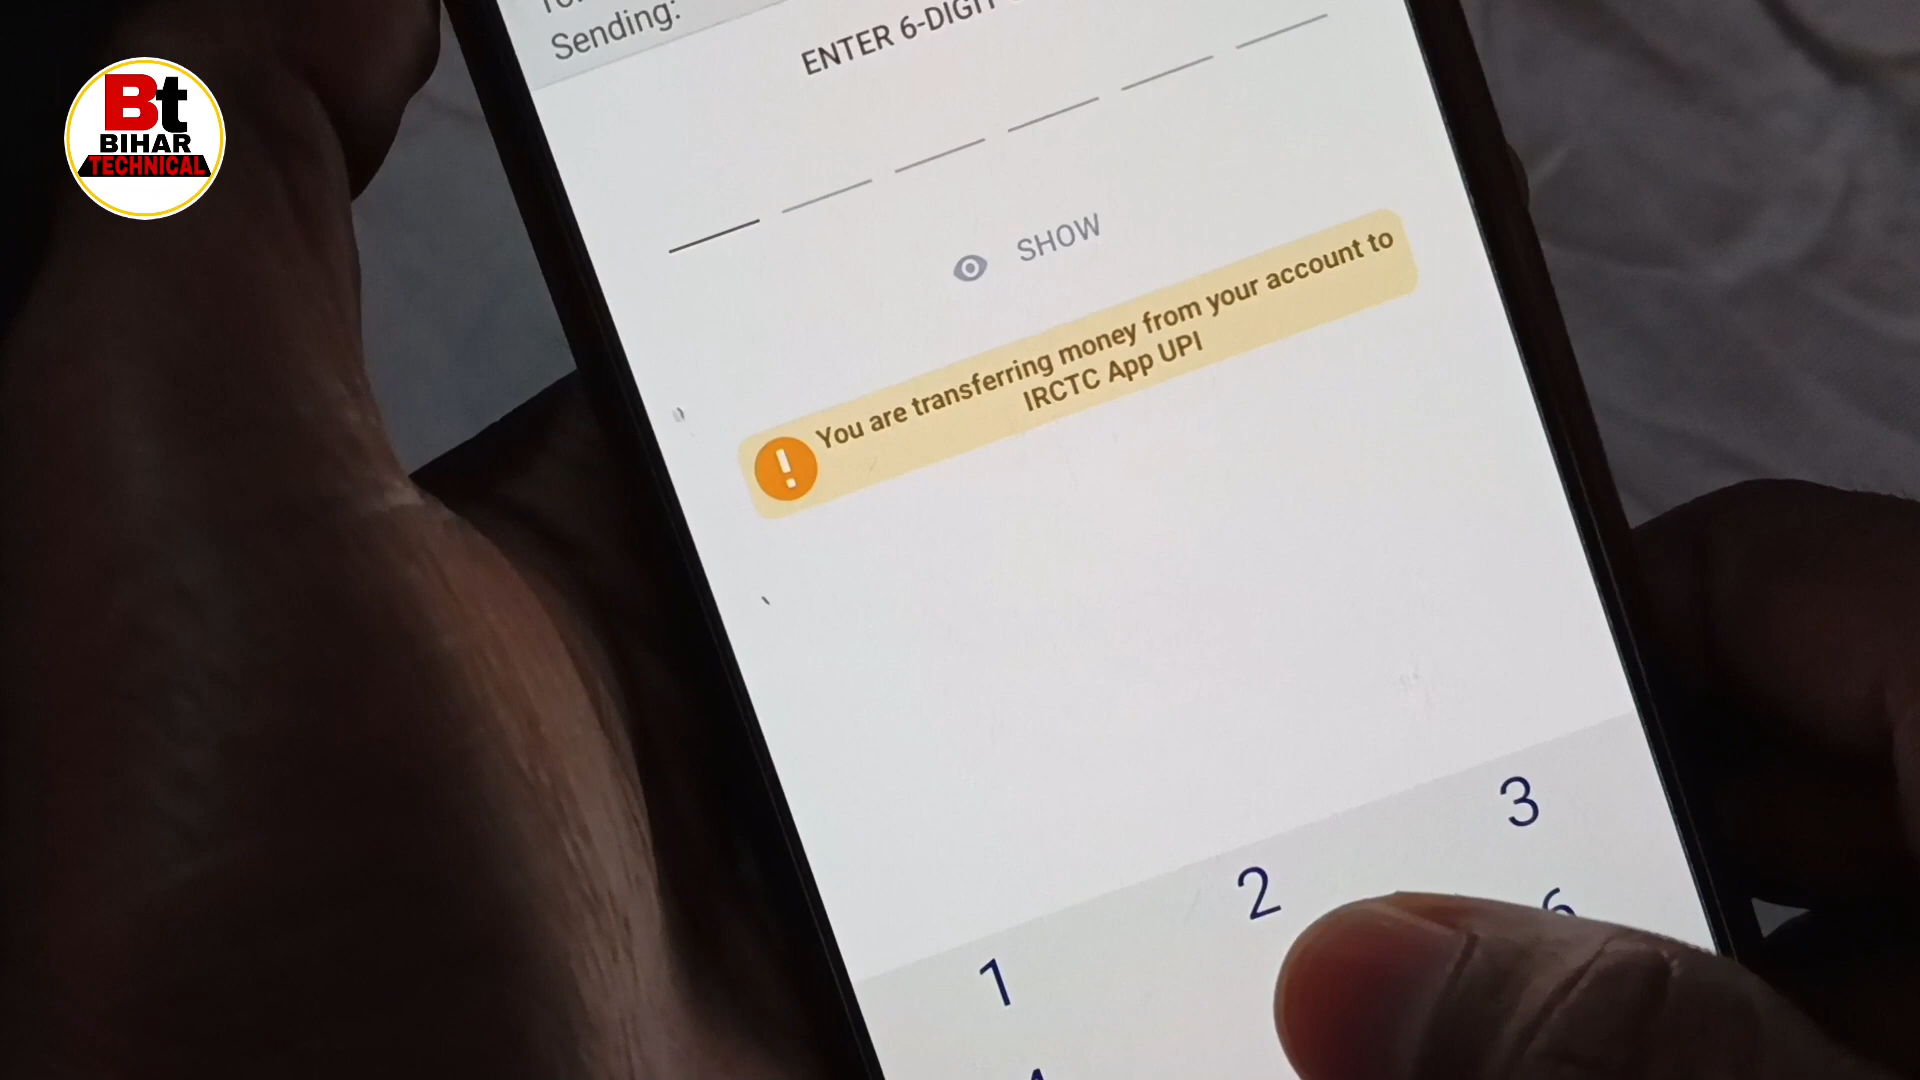 Bt
BIHAR
TECHNICAL
Sending:
ENTER 6-DIGIT
SHOW
You are transferring money from your account to
IRCTC App UPI
1
2
3
6